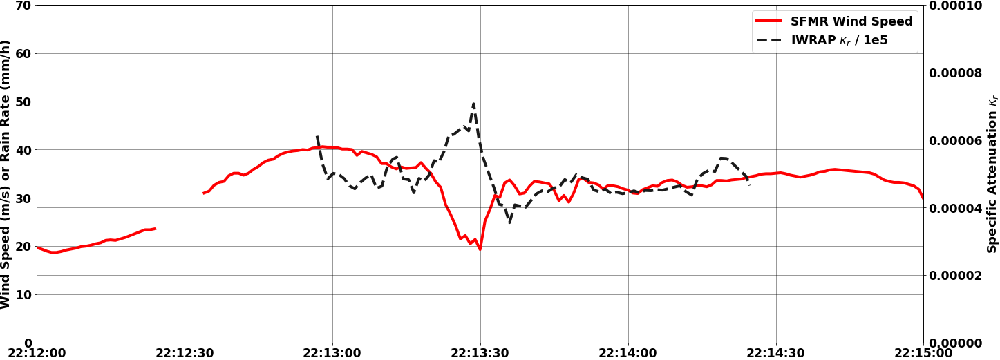 70
60
50
40
30
20
10
0
Wind Speed (m/s) or Rain Rate (mm/h)
SFMR Wind Speed
IWRAP κr / 1e5
0.00010
0.00008
0.00006
0.00004
0.00002
0.00000
Specific Attenuation κr
22:12:00 22:12:30 22:13:00 22:13:30 22:14:00 22:14:30 22:15:00